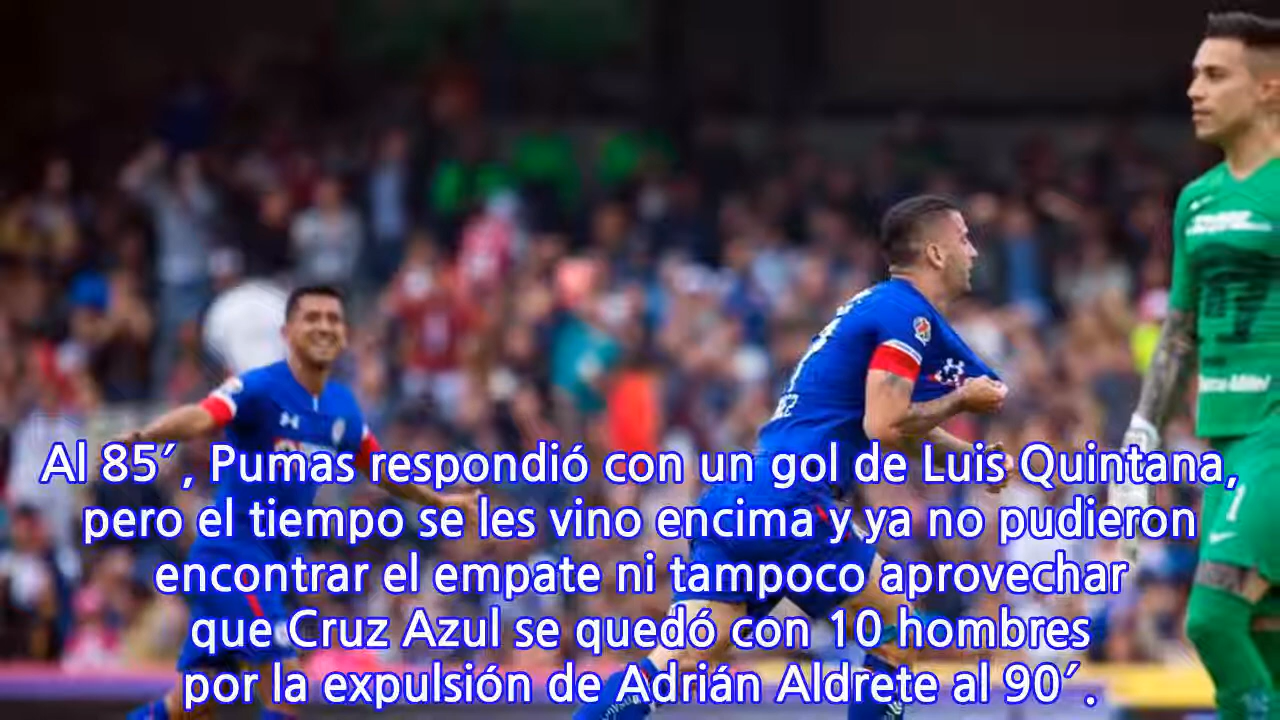 Al 85´, Pumas respondió con un gol de Luis Quintana,
pero el tiempo se les vino encima y ya no pudieron
encontrar el empate ni tampoco aprovechar
que Cruz Azul se quedó con 10 hombres
por la expulsión de Adrián Aldrete al 90´.
1